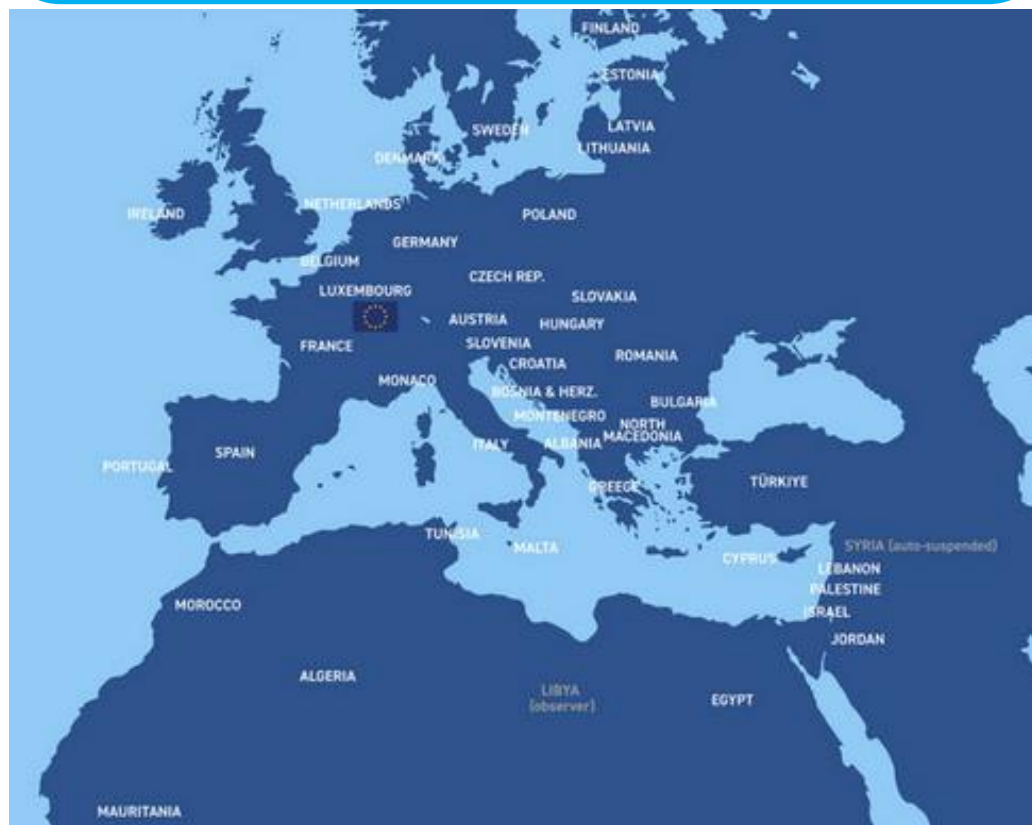 FINLAND
ESTONIA
LATVIA
SWEDEN
LITHUANIA
DENMARK
NETHERLANDS
IRELAND
POLAND
GERMANY
BELGIUM
CZECH REP.
LUXEMBOURG
SLOVAKIA
AUSTRIA
HUNGARY
FRANCE
SLOVENIA
CROATIA
ROMANIA
MONACO
BOSNIA & HERZ.
BULGARIA
MONTENEGRO
NORTH
MACEDONIA
ITALY
ALBANIA
SPAIN
PORTUGAL
GREECE
TÜRKIYE
TUNISIA
MALTA
CYPRUS
SYRIA (auto-suspended)
LEBANON
PALESTINE
ISRAEL
MOROCCO
JORDAN
ALGERIA
LIBYA
(observer)
EGYPT
MAURITANIA